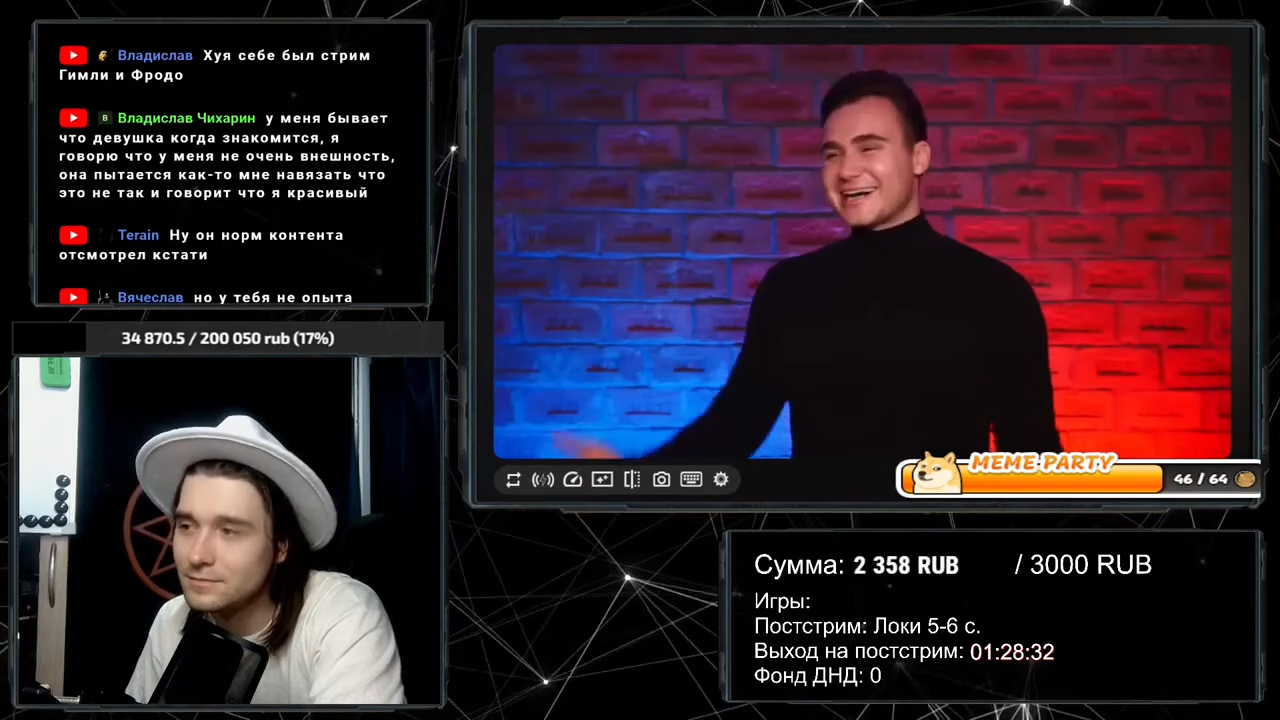 Владислав Хуя себе был стрим
Гимли и Фродо
В Владислав Чихарин у меня бывает
что девушка когда знакомится, я
говорю что у меня не очень внешность,
она пытается как-то мне навязать что
это не так и говорит что я красивый
Terain Ну он норм контента
отсмотрел кстати
Вячеслав но у тебя не опыта
34 870.5 / 200 050 rub (17%)
MEME PARTY
46 / 64
Сумма: 2 358 RUB / 3000 RUB
Игры:
Постстрим: Локи 5-6 с.
Выход на постстрим: 01:28:32
Фонд ДНД: 0